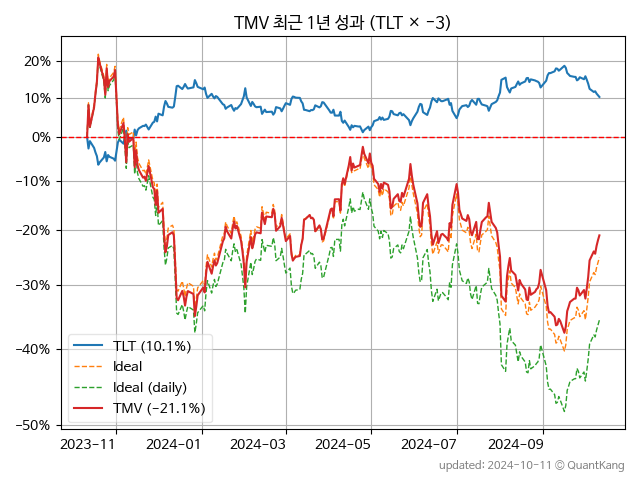 TMV 최근 1년 성과 (TLT × −3)
20%
10%
0%
−10%
−20%
−30%
−40%
−50%
TLT (10.1%)
Ideal
Ideal (daily)
TMV (−21.1%)
2023-11
2024-01
2024-03
2024-05
2024-07
2024-09
updated: 2024-10-11 ⓒ QuantKang